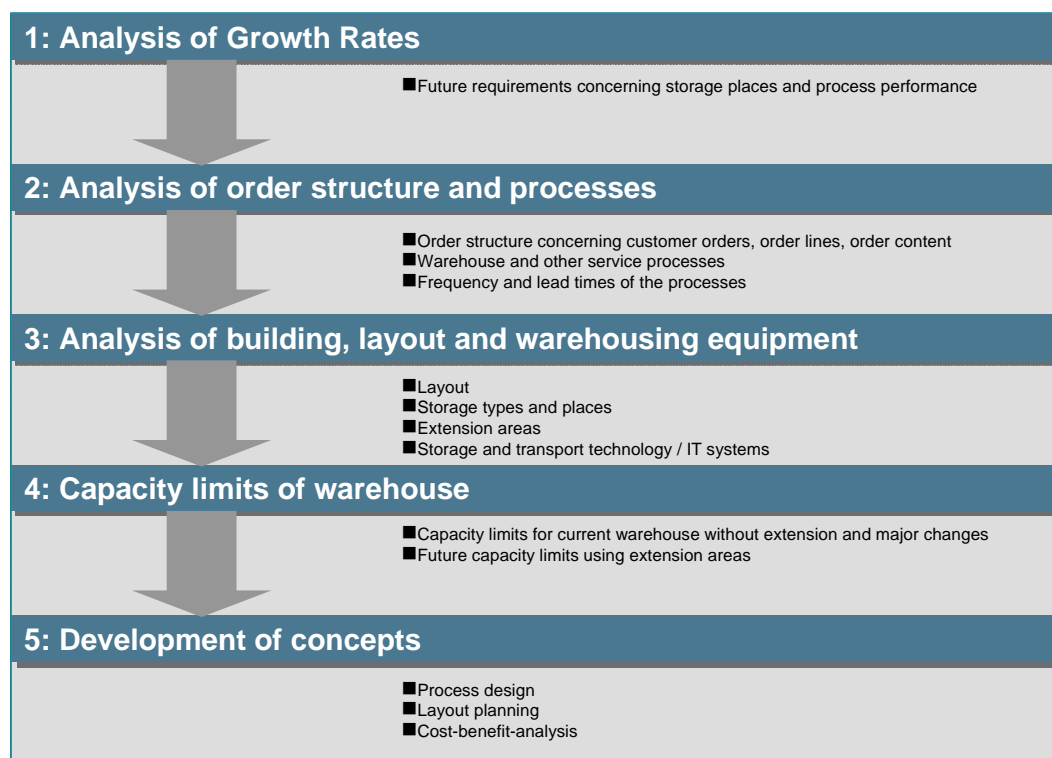 1: Analysis of Growth Rates
■Future requirements concerning storage places and process performance
2: Analysis of order structure and processes
■Order structure concerning customer orders, order lines, order content
■Warehouse and other service processes
■Frequency and lead times of the processes
3: Analysis of building, layout and warehousing equipment
■Layout
■Storage types and places
■Extension areas
■Storage and transport technology / IT systems
4: Capacity limits of warehouse
■Capacity limits for current warehouse without extension and major changes
■Future capacity limits using extension areas
5: Development of concepts
■Process design
■Layout planning
■Cost-benefit-analysis